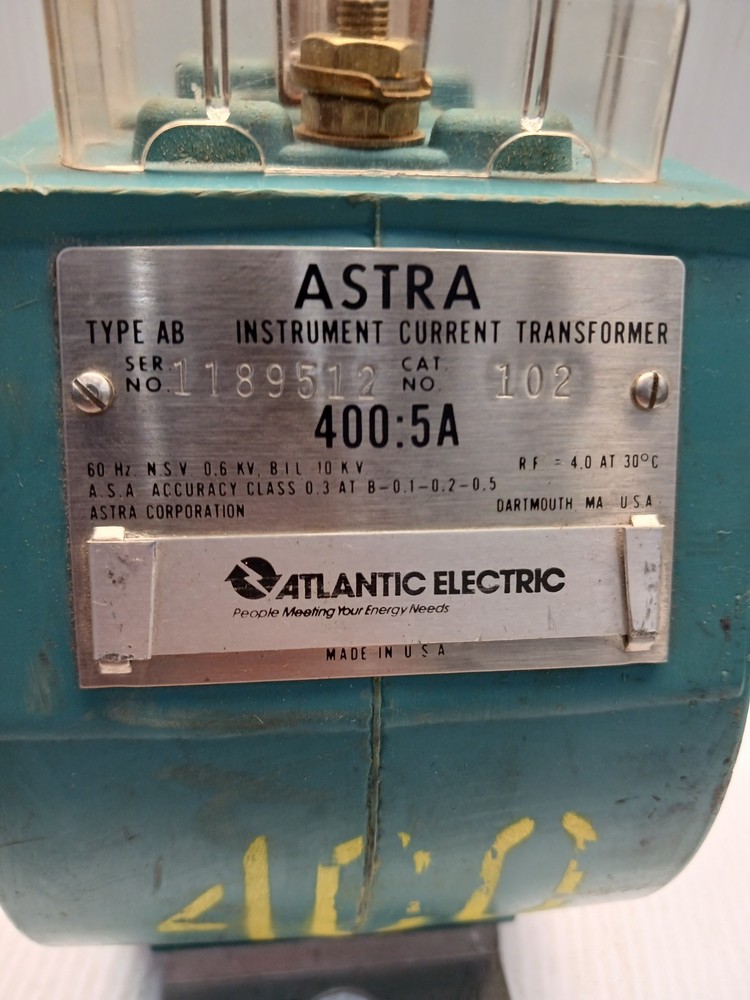 ASTRA
TYPE AB INSTRUMENT CURRENT TRANSFORMER
SER. NO. 1189512 CAT. NO. 102
400:5A
60 Hz. N.S.V. 0.6 KV, B I L 10 K V. R F = 4.0 AT 30°C
A.S.A. ACCURACY CLASS 0.3 AT B-0.1-0.2-0.5
ASTRA CORPORATION DARTMOUTH, MA. U.S.A.
ATLANTIC ELECTRIC
People Meeting Your Energy Needs
MADE IN U S A
400